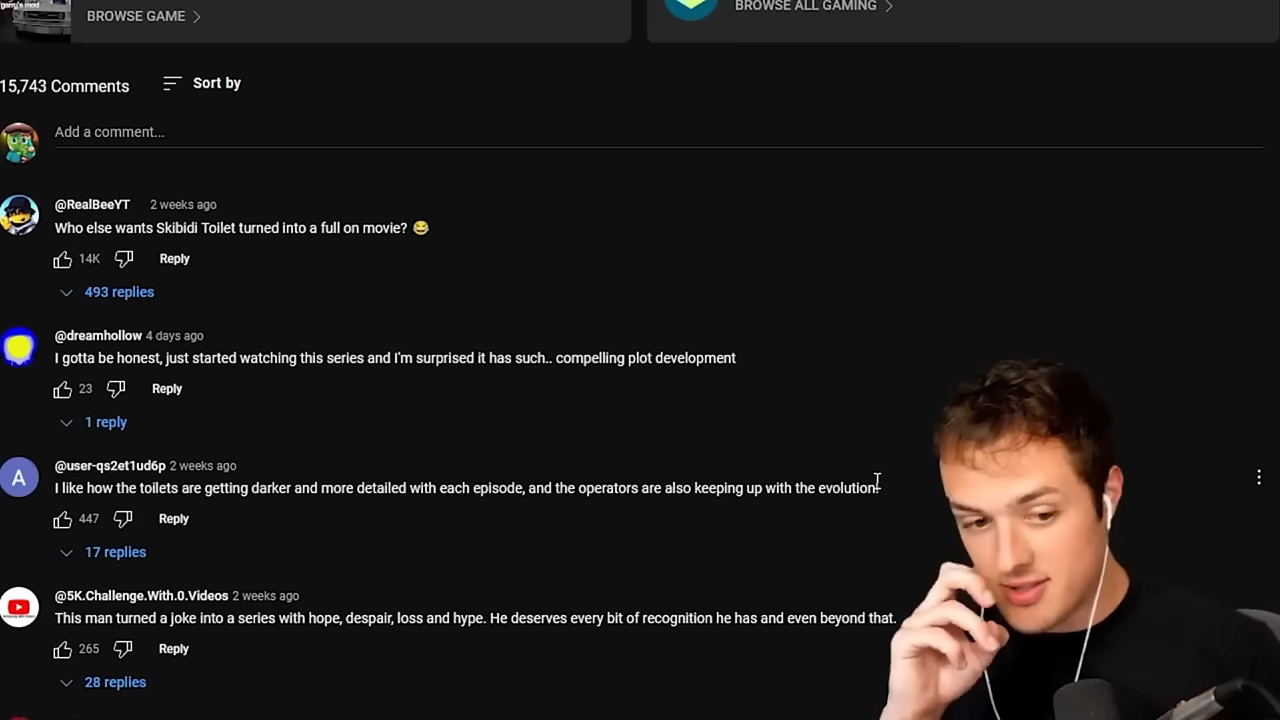 garry's mod
BROWSE GAME
BROWSE ALL GAMING
15,743 Comments
Sort by
Add a comment...
@RealBeeYT 2 weeks ago
Who else wants Skibidi Toilet turned into a full on movie? 😂
14K Reply
493 replies
@dreamhollow 4 days ago
I gotta be honest, just started watching this series and I'm surprised it has such.. compelling plot development
23 Reply
1 reply
A
@user-qs2et1ud6p 2 weeks ago
I like how the toilets are getting darker and more detailed with each episode, and the operators are also keeping up with the evolution.
447 Reply
17 replies
@5K.Challenge.With.0.Videos 2 weeks ago
This man turned a joke into a series with hope, despair, loss and hype. He deserves every bit of recognition he has and even beyond that.
265 Reply
28 replies